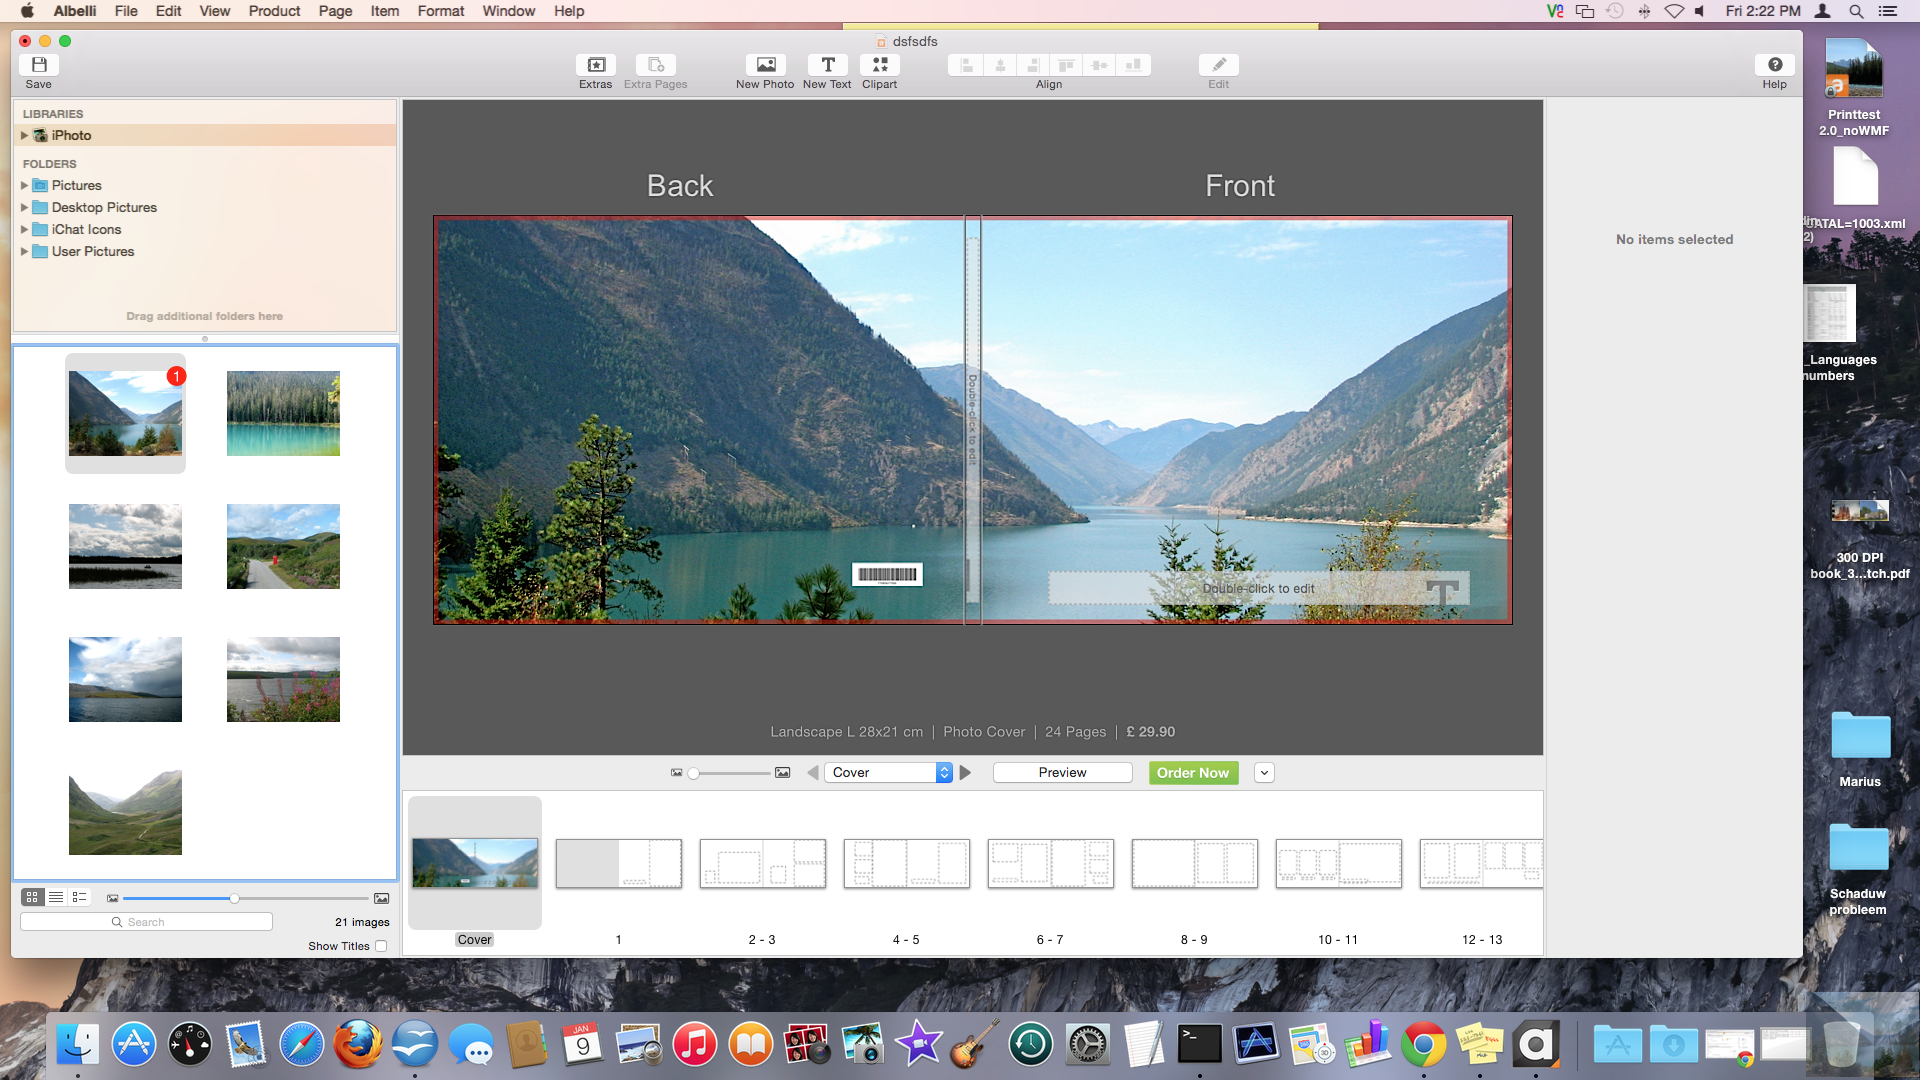 Albelli File Edit View Product Page Item Format Window Help
Fri 2:22 PM
dsfsdfs
Save
Extras
Extra Pages
New Photo
New Text
Clipart
Align
Edit
Help
LIBRARIES
iPhoto
FOLDERS
Pictures
Desktop Pictures
iChat Icons
User Pictures
Drag additional folders here
1
Search
21 images
Show Titles
Back
Front
Double-click to edit
Double-click to edit
Landscape L 28x21 cm | Photo Cover | 24 Pages | £ 29.90
Cover
Preview
Order Now
Cover
1
2 - 3
4 - 5
6 - 7
8 - 9
10 - 11
12 - 13
No items selected
Printtest
2.0_noWMF
CATAL=1003.xml
2)
_Languages
numbers
300 DPI
book_3...tch.pdf
Marius
Schaduw
probleem
JAN
9